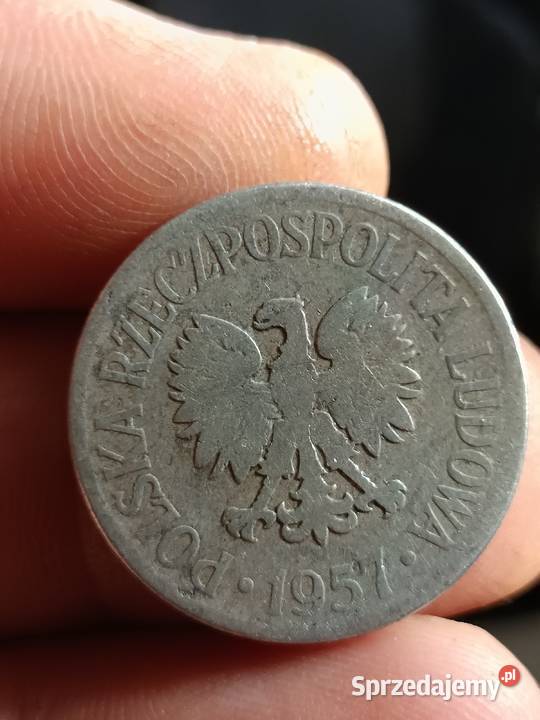 POLSKA RZECZPOSPOLITA LUDOWA
· 1957 ·
Sprzedajemy.pl